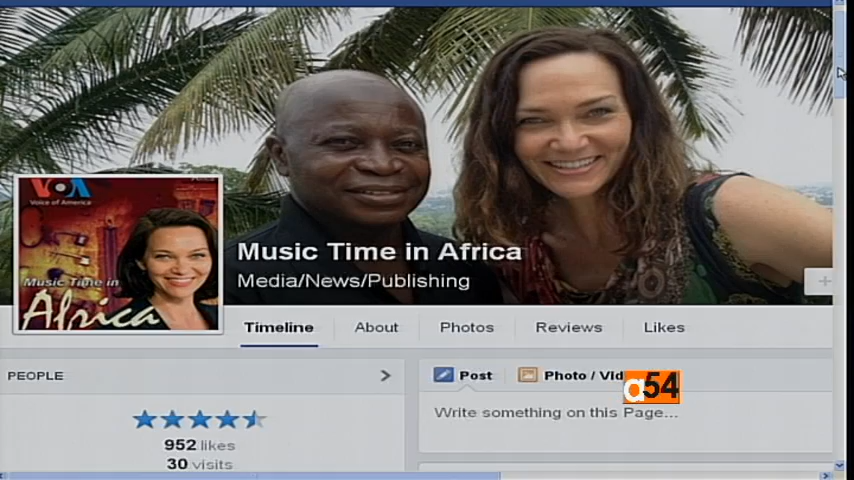 VOA
Voice of America
Music Time in
Africa
Music Time in Africa
Media/News/Publishing
Timeline
About
Photos
Reviews
Likes
PEOPLE
952 likes
30 visits
Post
Photo / Vid
a54
Write something on this Page...